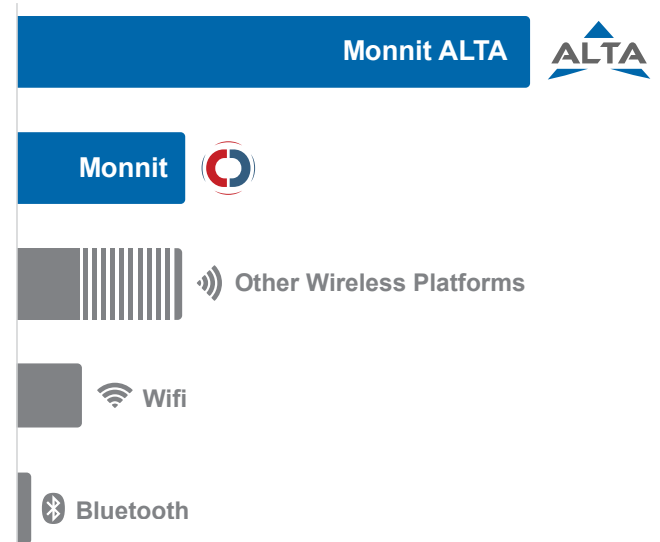 Monnit ALTA
ALTA
Monnit
Other Wireless Platforms
Wifi
Bluetooth